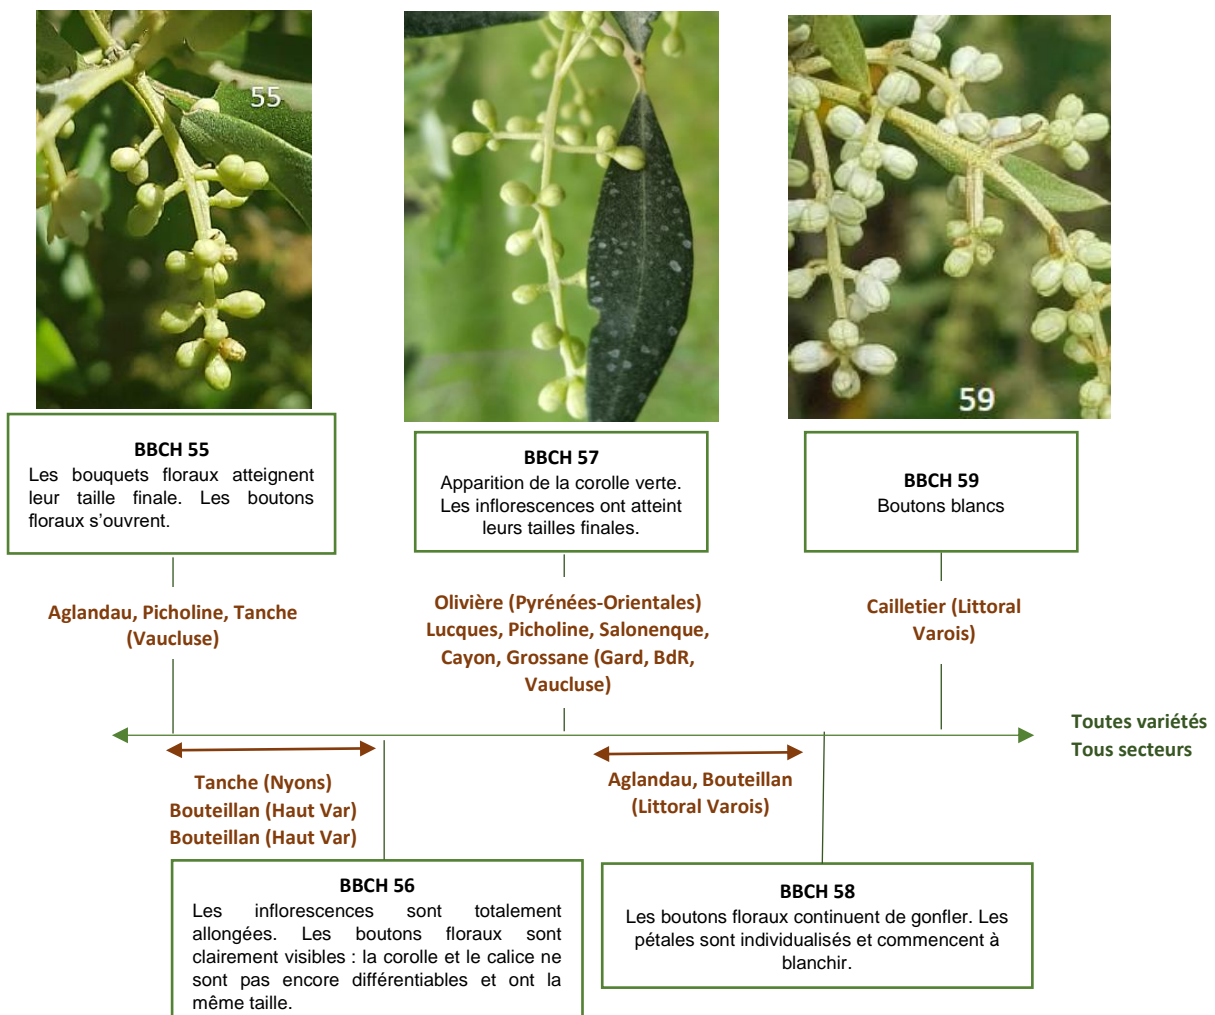 55
59
BBCH 55
Les bouquets floraux atteignent
leur taille finale. Les boutons
floraux s’ouvrent.
BBCH 57
Apparition de la corolle verte.
Les inflorescences ont atteint
leurs tailles finales.
BBCH 59
Boutons blancs
Aglandau, Picholine, Tanche
(Vaucluse)
Olivière (Pyrénées-Orientales)
Lucques, Picholine, Salonenque,
Cayon, Grossane (Gard, BdR,
Vaucluse)
Cailletier (Littoral
Varois)
Toutes variétés
Tous secteurs
Tanche (Nyons)
Bouteillan (Haut Var)
Bouteillan (Haut Var)
Aglandau, Bouteillan
(Littoral Varois)
BBCH 56
Les inflorescences sont totalement
allongées. Les boutons floraux sont
clairement visibles : la corolle et le calice ne
sont pas encore différentiables et ont la
même taille.
BBCH 58
Les boutons floraux continuent de gonfler. Les
pétales sont individualisés et commencent à
blanchir.